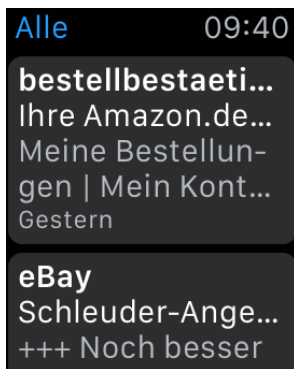 Alle 09:40
bestellbestaeti...
Ihre Amazon.de...
Meine Bestellun-
gen | Mein Kont...
Gestern
eBay
Schleuder-Ange...
+++ Noch besser